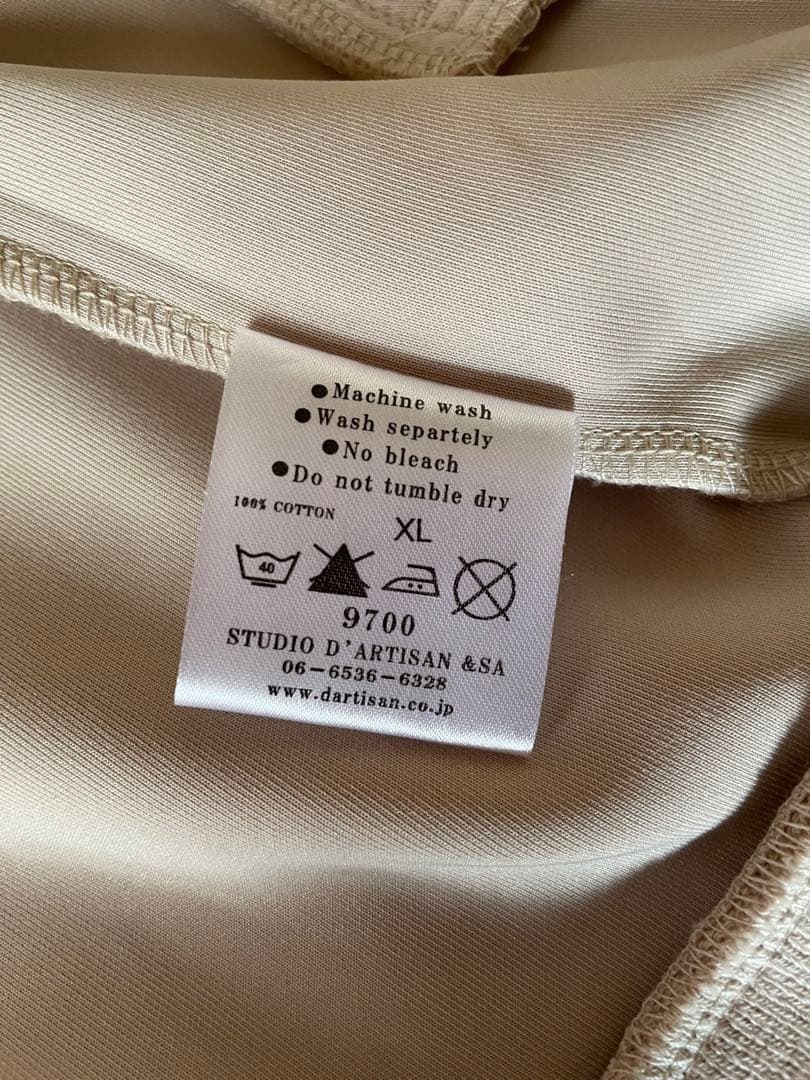 ●Machine wash
●Wash separtely
●No bleach
●Do not tumble dry
100% COTTON
XL
40
9700
STUDIO D'ARTISAN &SA
06-6536-6328
www.dartisan.co.jp